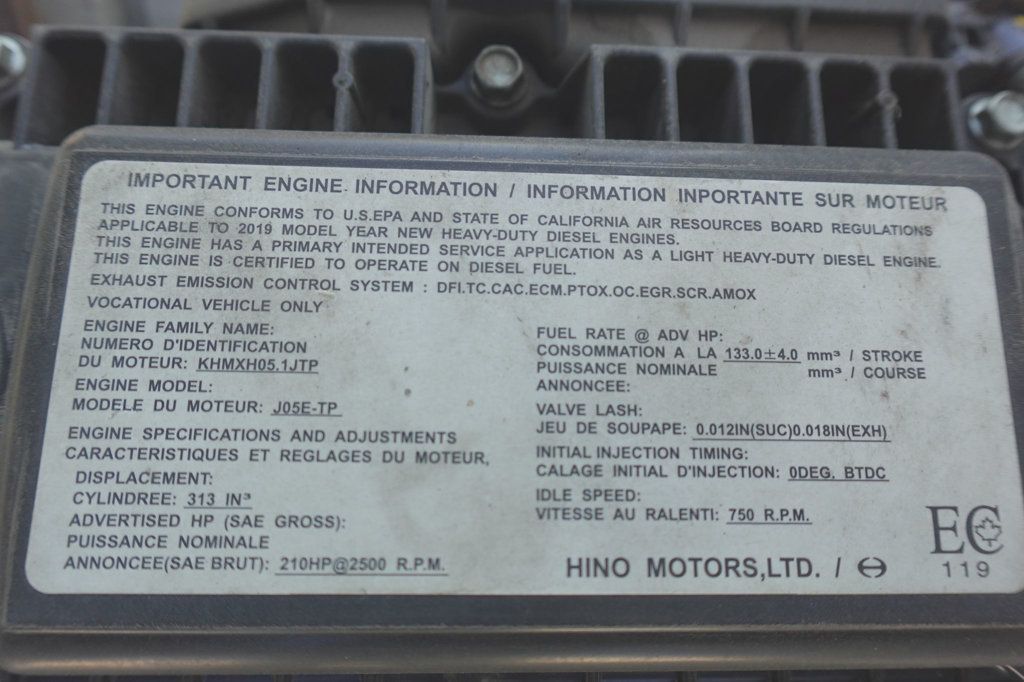 IMPORTANT ENGINE. INFORMATION / INFORMATION INPORTANTE SUR MOTEUR
THIS ENGINE CONFORMS TO U.S.EPA AND STATE OF CALIFORNIA AIR RESOURCES BOARD REGULATIONS
APPLICABLE TO 2019 MODEL YEAR NEW HEAVY-DUTY DIESEL ENGINES.
THIS ENGINE HAS A PRIMARY INTENDED SERVICE APPLICATION AS A LIGHT HEAVY-DUTY DIESEL ENGINE.
THIS ENGINE IS CERTIFIED TO OPERATE ON DIESEL FUEL.
EXHAUST EMISSION CONTROL SYSTEM : DFI.TC.CAC.ECM.PTOX.OC.EGR.SCR.AMOX
VOCATIONAL VEHICLE ONLY
ENGINE FAMILY NAME:
NUMERO D'IDENTIFICATION
DU MOTEUR: KHMXH05.1JTP
ENGINE MODEL:
MODELE DU MOTEUR: J05E-TP
ENGINE SPECIFICATIONS AND ADJUSTMENTS
CARACTERISTIQUES ET REGLAGES DU MOTEUR,
DISPLACEMENT:
CYLINDREE: 313 IN³
ADVERTISED HP (SAE GROSS):
PUISSANCE NOMINALE
ANNONCEE(SAE BRUT): 210HP@2500 R.P.M.
FUEL RATE @ ADV HP:
CONSOMMATION A LA 133.0±4.0 mm³ / STROKE
PUISSANCE NOMINALE mm³ / COURSE
ANNONCEE:
VALVE LASH:
JEU DE SOUPAPE: 0.012IN(SUC)0.018IN(EXH)
INITIAL INJECTION TIMING:
CALAGE INITIAL D'INJECTION: 0DEG. BTDC
IDLE SPEED:
VITESSE AU RALENTI: 750 R.P.M.
HINO MOTORS,LTD. /
EC
119